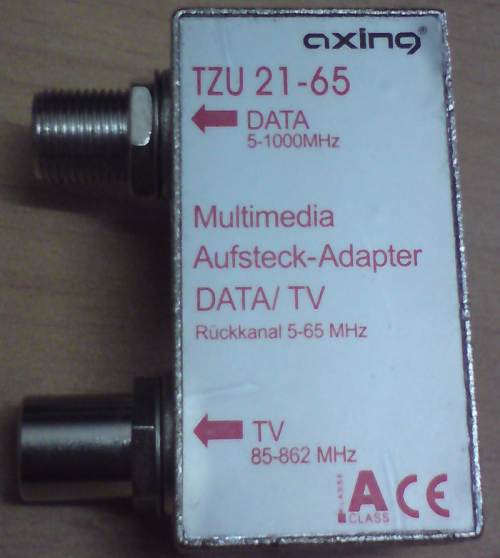 axing®
TZU 21-65
DATA
5-1000MHz
Multimedia
Aufsteck-Adapter
DATA/ TV
Rückkanal 5-65 MHz
TV
85-862 MHz
KLASSE A CE
CLASS